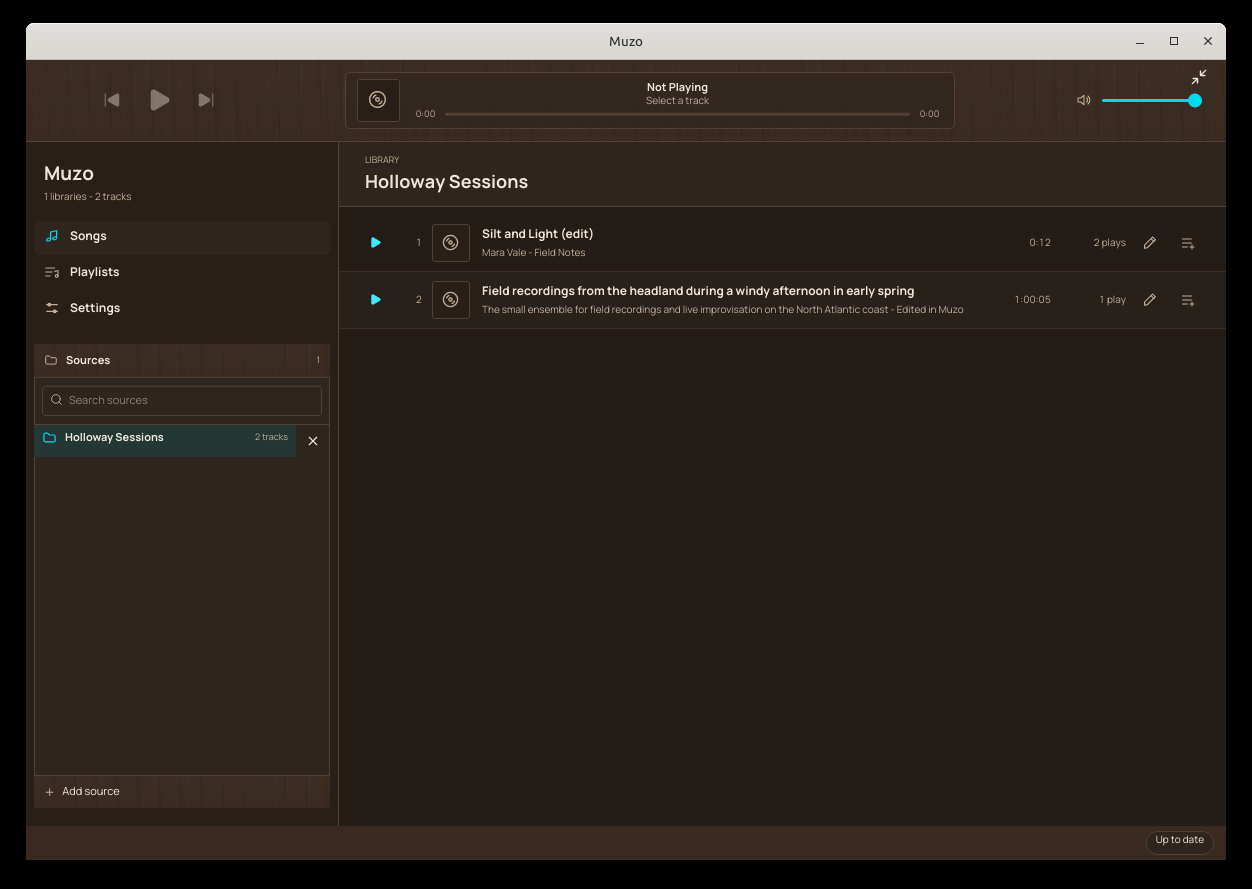 Muzo
Not Playing
Select a track
0:00
0:00
Muzo
1 libraries - 2 tracks
Songs
Playlists
Settings
Sources
1
Search sources
Holloway Sessions
2 tracks
Add source
LIBRARY
Holloway Sessions
1
Silt and Light (edit)
Mara Vale - Field Notes
0:12
2 plays
2
Field recordings from the headland during a windy afternoon in early spring
The small ensemble for field recordings and live improvisation on the North Atlantic coast - Edited in Muzo
1:00:05
1 play
Up to date